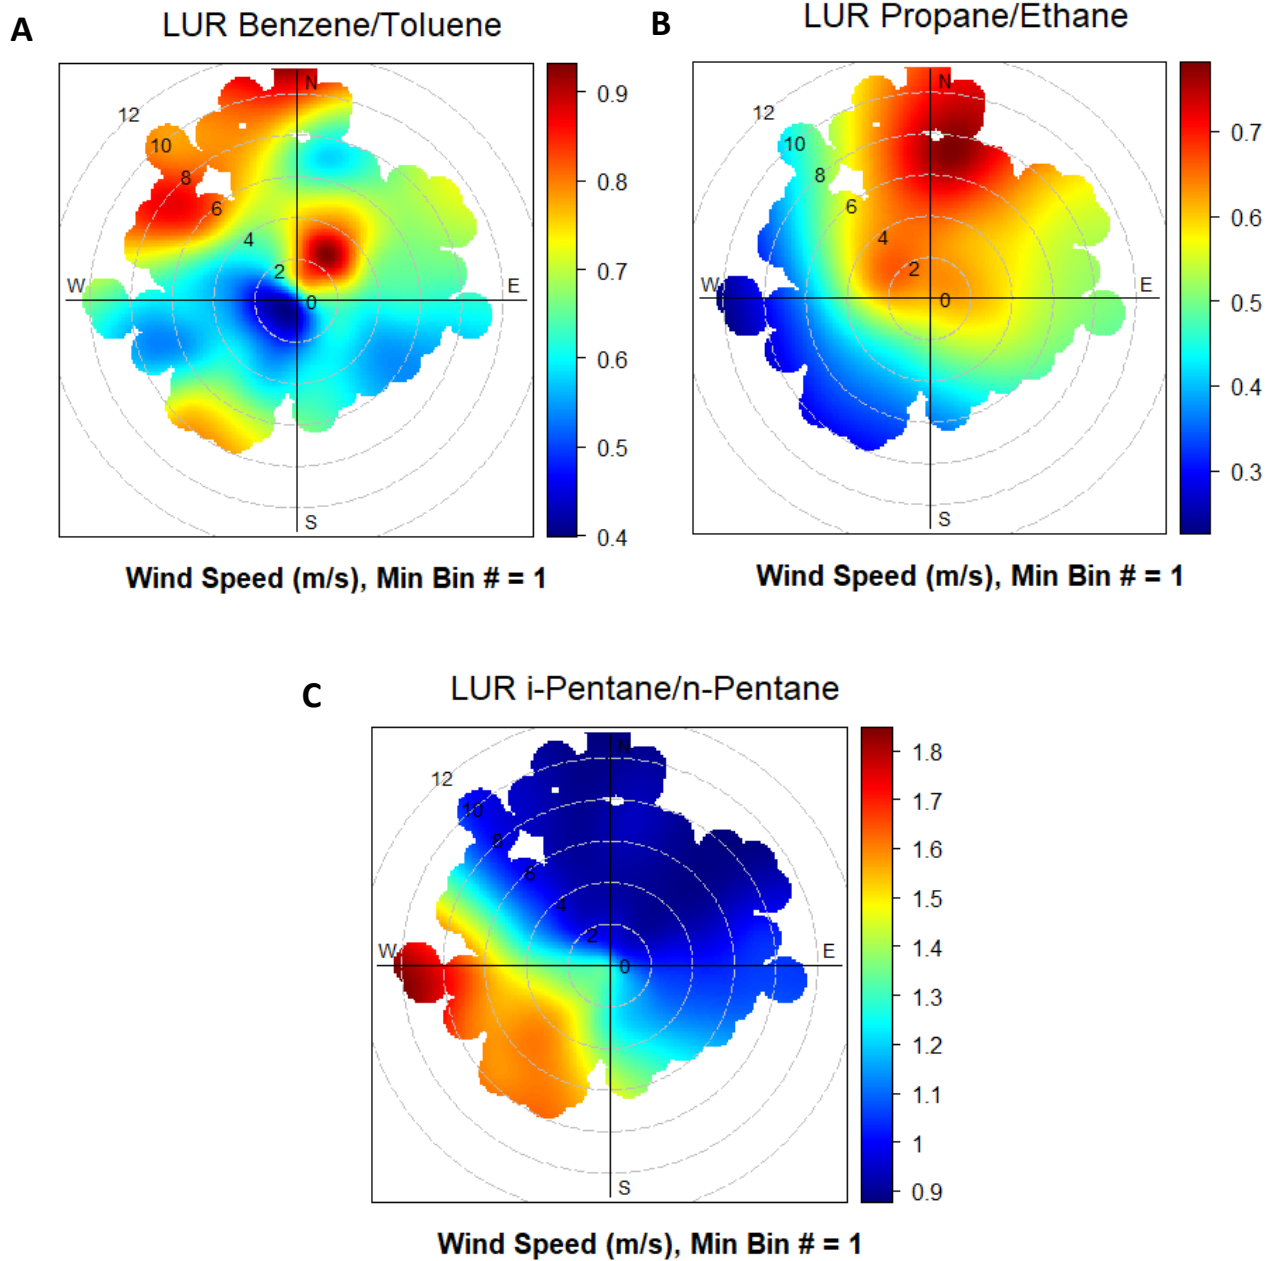 A
LUR Benzene/Toluene
N
12
10
8
6
4
2
0
W
E
S
0.9
0.8
0.7
0.6
0.5
0.4
Wind Speed (m/s), Min Bin # = 1
B
LUR Propane/Ethane
N
12
10
8
6
4
2
0
W
E
S
0.7
0.6
0.5
0.4
0.3
Wind Speed (m/s), Min Bin # = 1
C
LUR i-Pentane/n-Pentane
N
12
10
8
6
4
2
0
W
E
S
1.8
1.7
1.6
1.5
1.4
1.3
1.2
1.1
1
0.9
Wind Speed (m/s), Min Bin # = 1